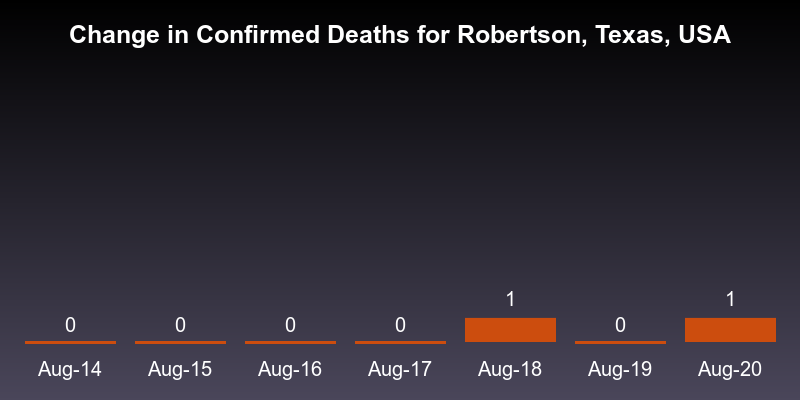 Change in Confirmed Deaths for Robertson, Texas, USA
0 0 0 0 1 0 1
Aug-14 Aug-15 Aug-16 Aug-17 Aug-18 Aug-19 Aug-20